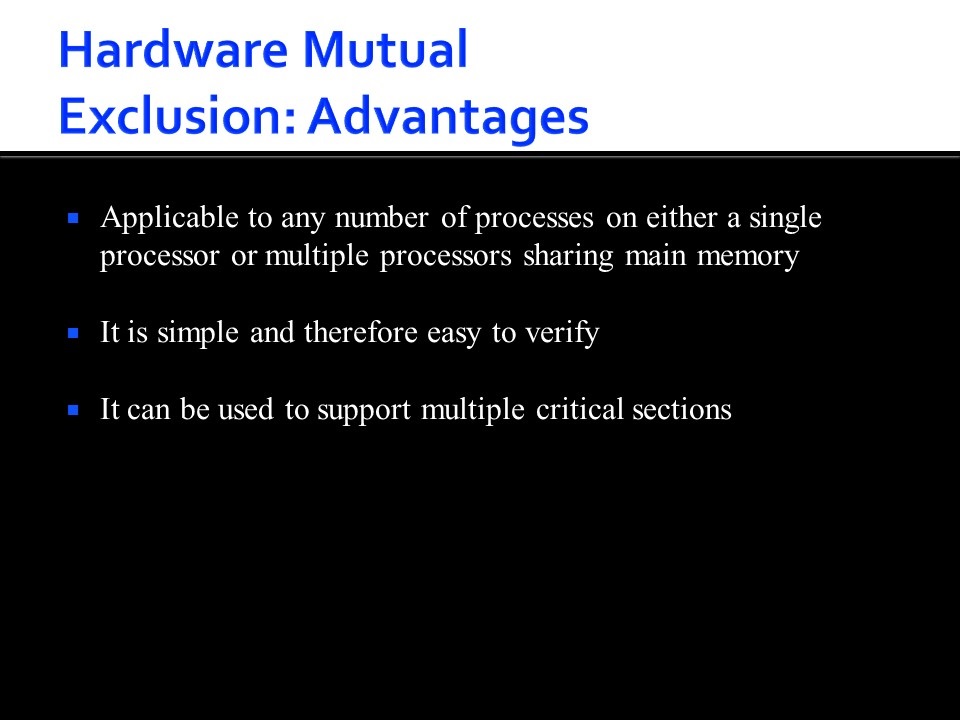 Hardware Mutual
Exclusion: Advantages
Applicable to any number of processes on either a single
processor or multiple processors sharing main memory
It is simple and therefore easy to verify
It can be used to support multiple critical sections